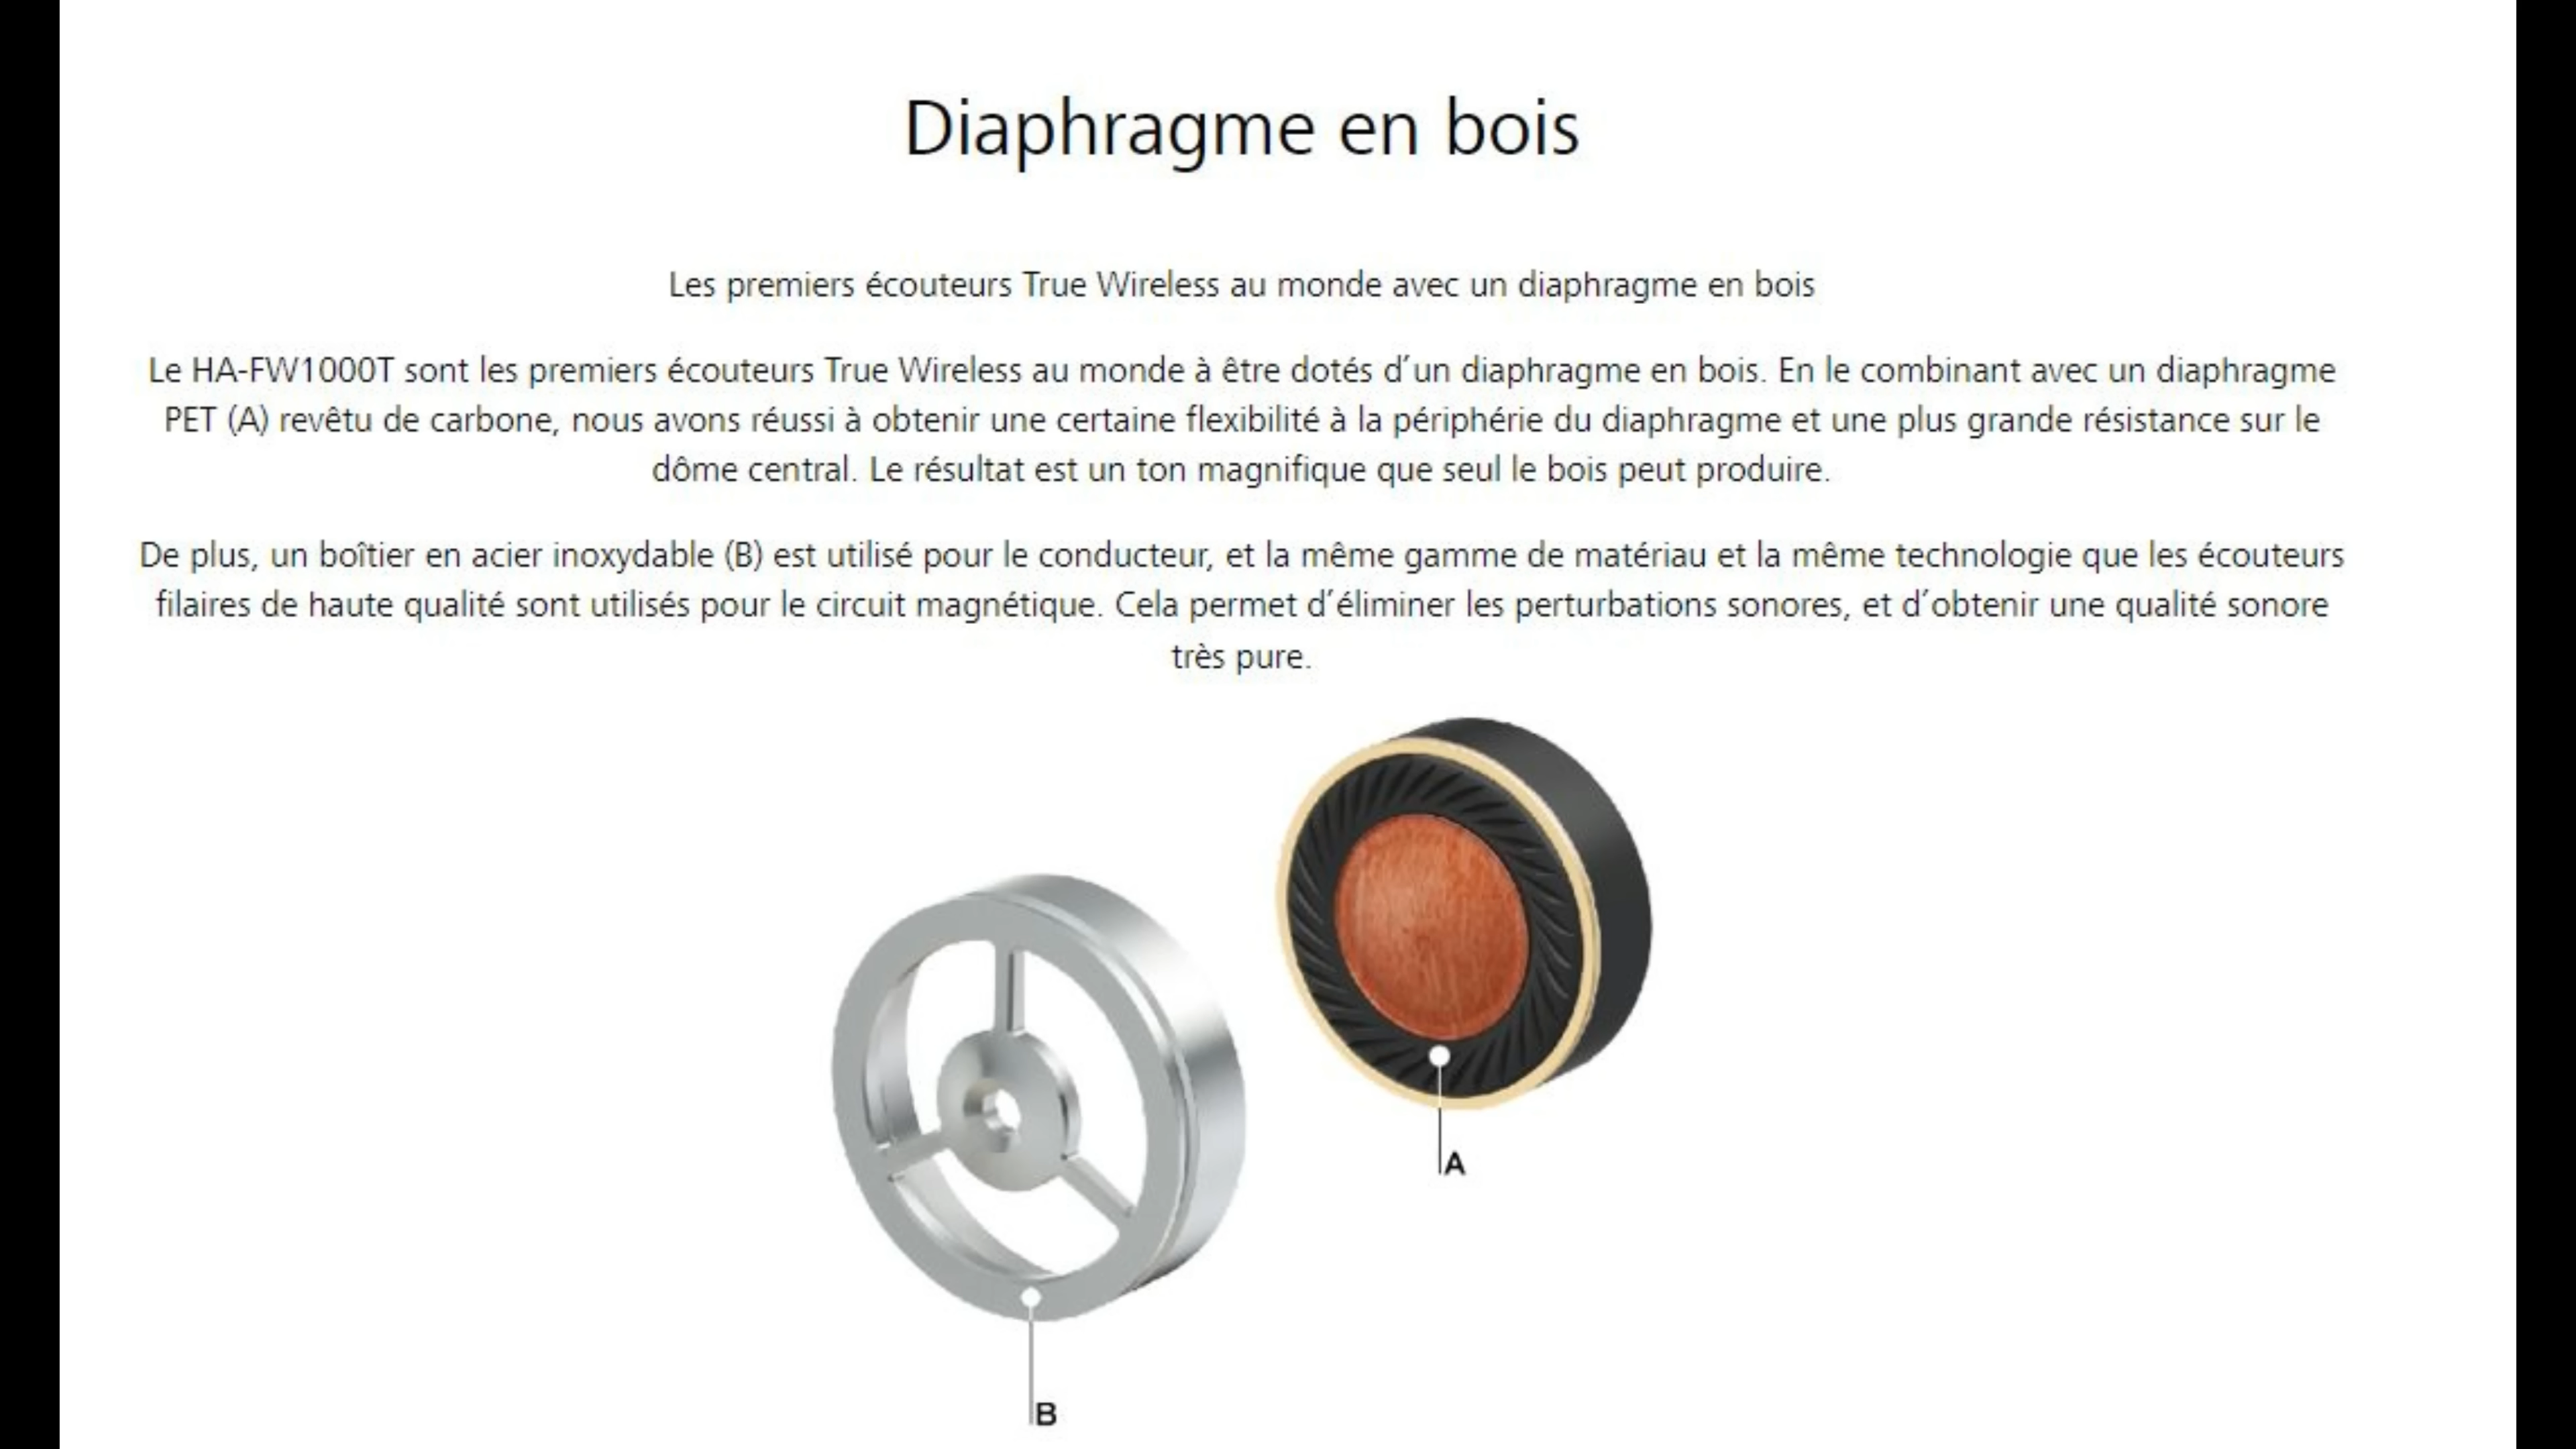 Diaphragme en bois
Les premiers écouteurs True Wireless au monde avec un diaphragme en bois
Le HA-FW1000T sont les premiers écouteurs True Wireless au monde à être dotés d´un diaphragme en bois. En le combinant avec un diaphragme
PET (A) revêtu de carbone, nous avons réussi à obtenir une certaine flexibilité à la périphérie du diaphragme et une plus grande résistance sur le
dôme central. Le résultat est un ton magnifique que seul le bois peut produire.
De plus, un boîtier en acier inoxydable (B) est utilisé pour le conducteur, et la même gamme de matériau et la même technologie que les écouteurs
filaires de haute qualité sont utilisés pour le circuit magnétique. Cela permet d´éliminer les perturbations sonores, et d´obtenir une qualité sonore
très pure.
A
B